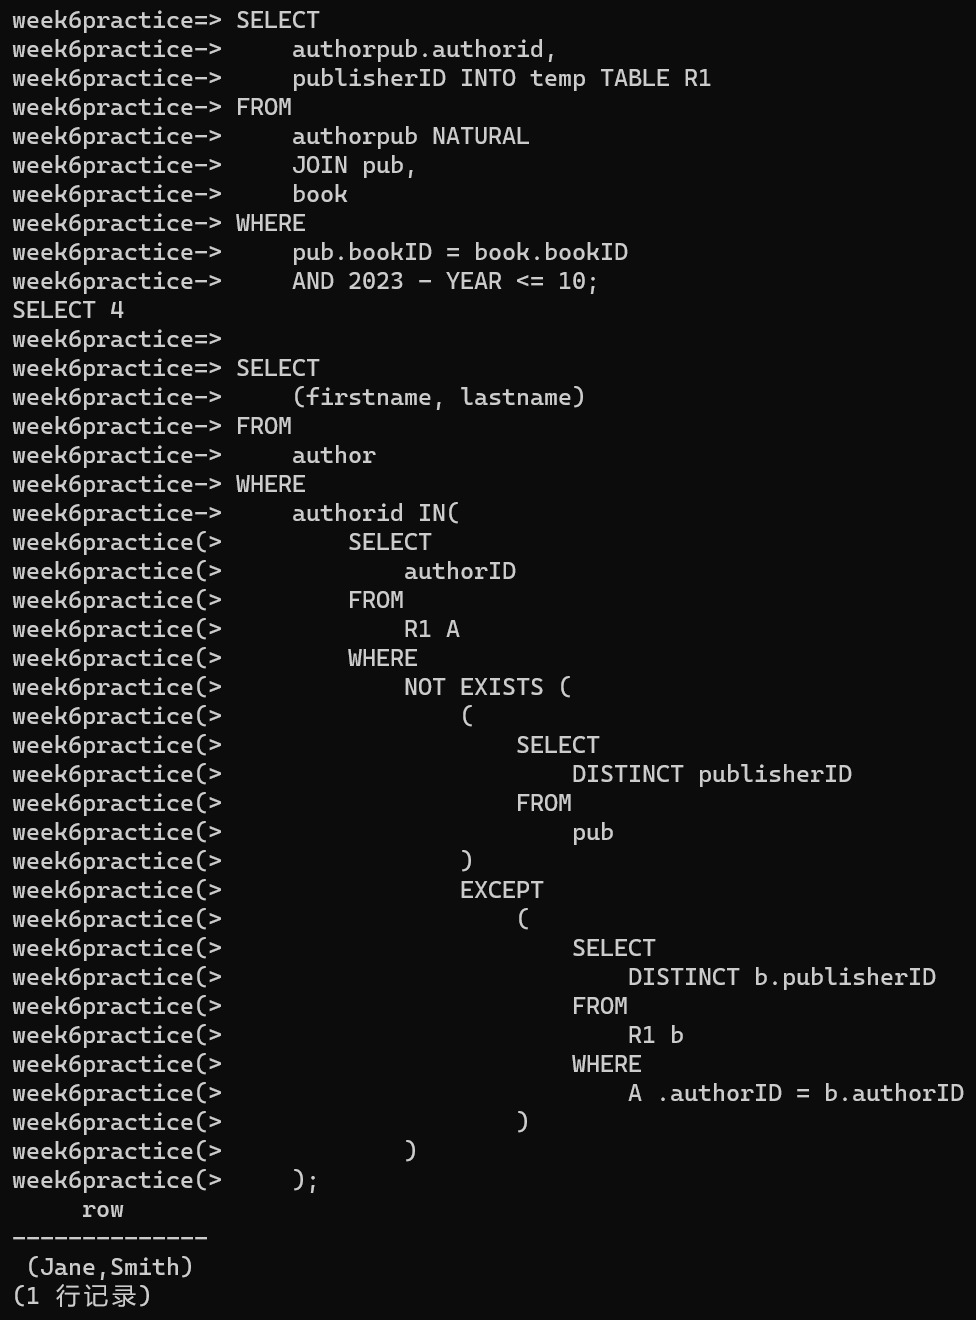 week6practice=> SELECT
week6practice->     authorpub.authorid,
week6practice->     publisherID INTO temp TABLE R1
week6practice-> FROM
week6practice->     authorpub NATURAL
week6practice->     JOIN pub,
week6practice->     book
week6practice-> WHERE
week6practice->     pub.bookID = book.bookID
week6practice->     AND 2023 - YEAR <= 10;
SELECT 4
week6practice=>
week6practice=> SELECT
week6practice->     (firstname, lastname)
week6practice-> FROM
week6practice->     author
week6practice-> WHERE
week6practice->     authorid IN(
week6practice(>         SELECT
week6practice(>             authorID
week6practice(>         FROM
week6practice(>             R1 A
week6practice(>         WHERE
week6practice(>             NOT EXISTS (
week6practice(>                 (
week6practice(>                     SELECT
week6practice(>                         DISTINCT publisherID
week6practice(>                     FROM
week6practice(>                         pub
week6practice(>                 )
week6practice(>                 EXCEPT
week6practice(>                     (
week6practice(>                         SELECT
week6practice(>                             DISTINCT b.publisherID
week6practice(>                         FROM
week6practice(>                             R1 b
week6practice(>                         WHERE
week6practice(>                             A .authorID = b.authorID
week6practice(>                     )
week6practice(>             )
week6practice(>     );
     row
--------------
 (Jane,Smith)
(1 行记录)